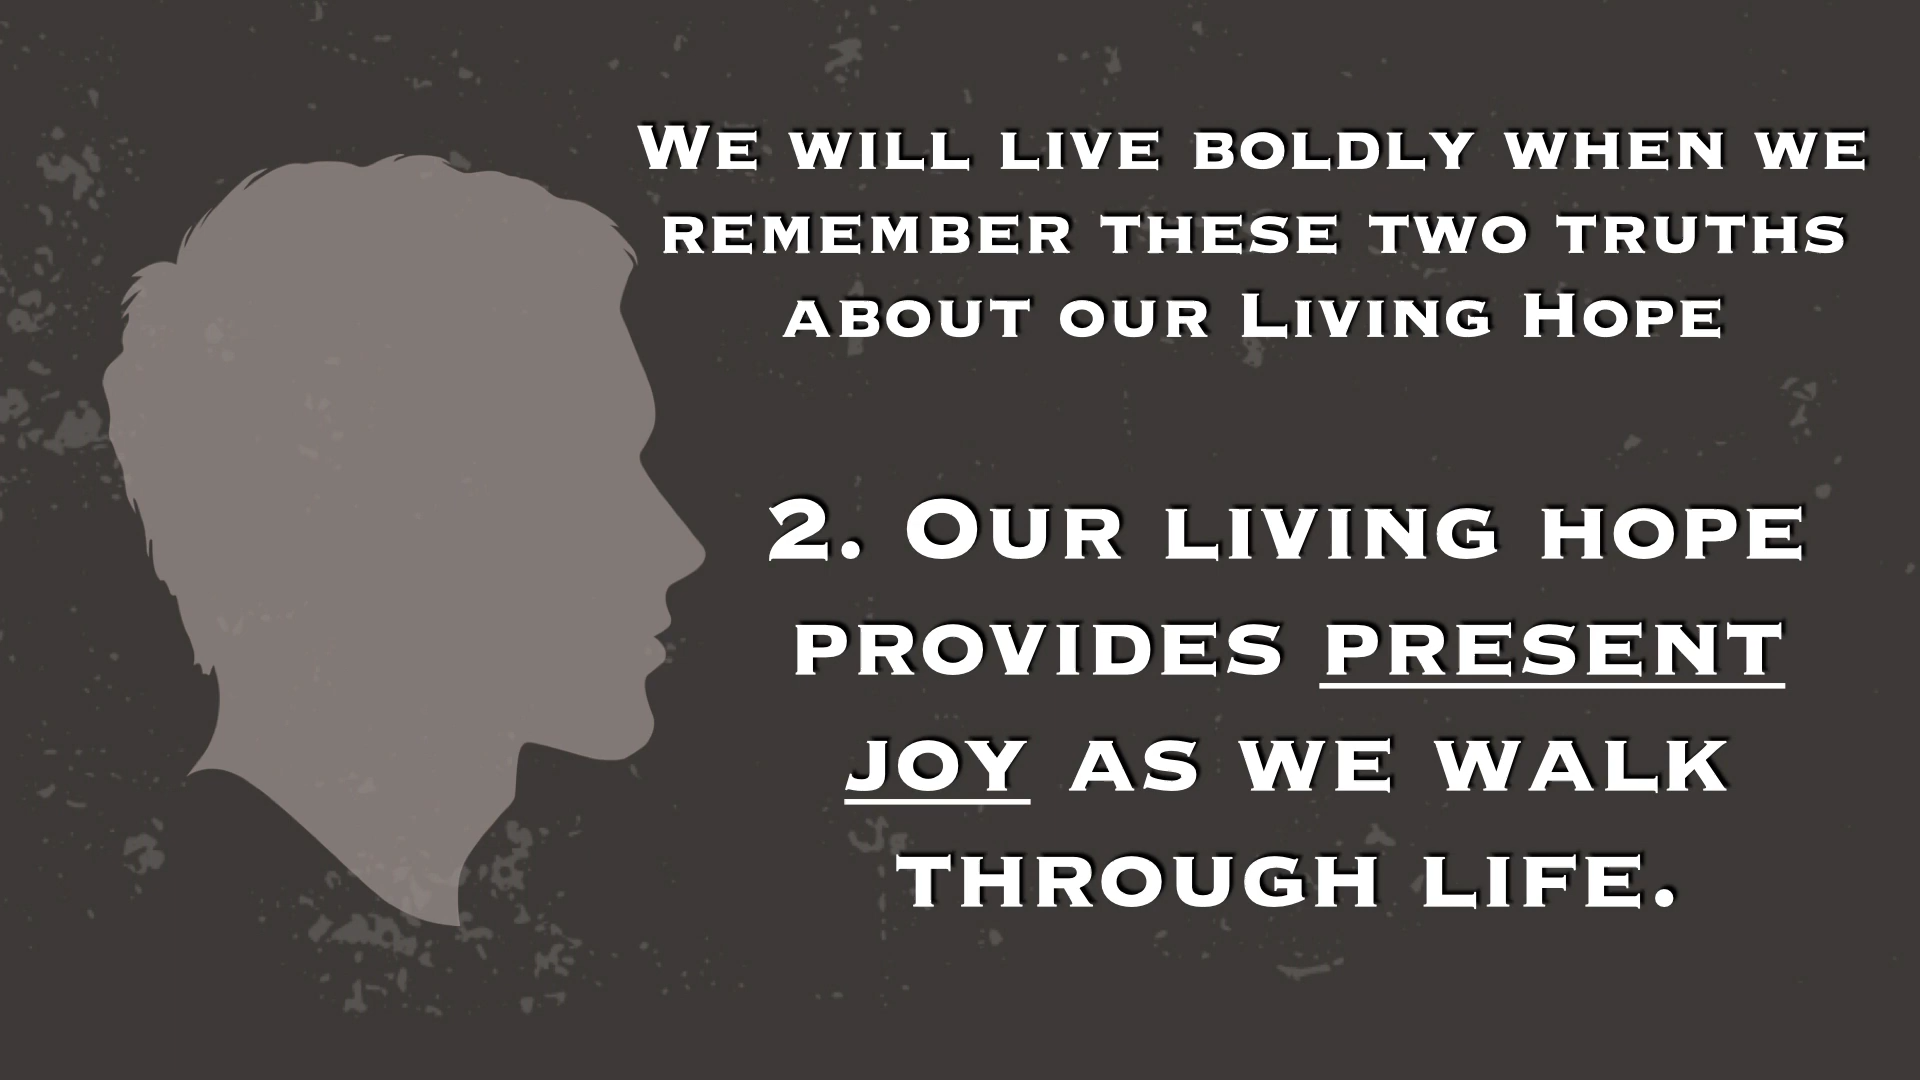 We will live boldly when we
remember these two truths
about our Living Hope
2. Our living hope
provides present
joy as we walk
through life.